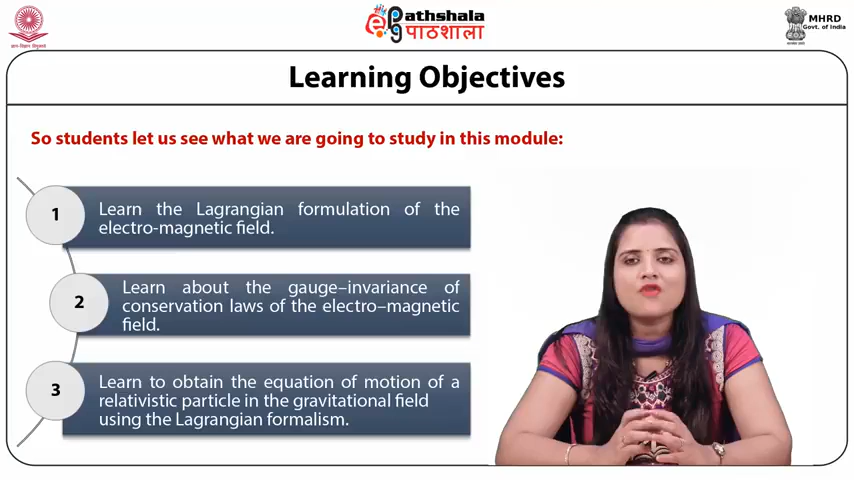 Pathshala
पाठशाला
MHRD
Govt. of India
Learning Objectives
So students let us see what we are going to study in this module:
1
Learn the Lagrangian formulation of the
electro-magnetic field.
2
Learn about the gauge–invariance of
conservation laws of the electro–magnetic
field.
3
Learn to obtain the equation of motion of a
relativistic particle in the gravitational field
using the Lagrangian formalism.